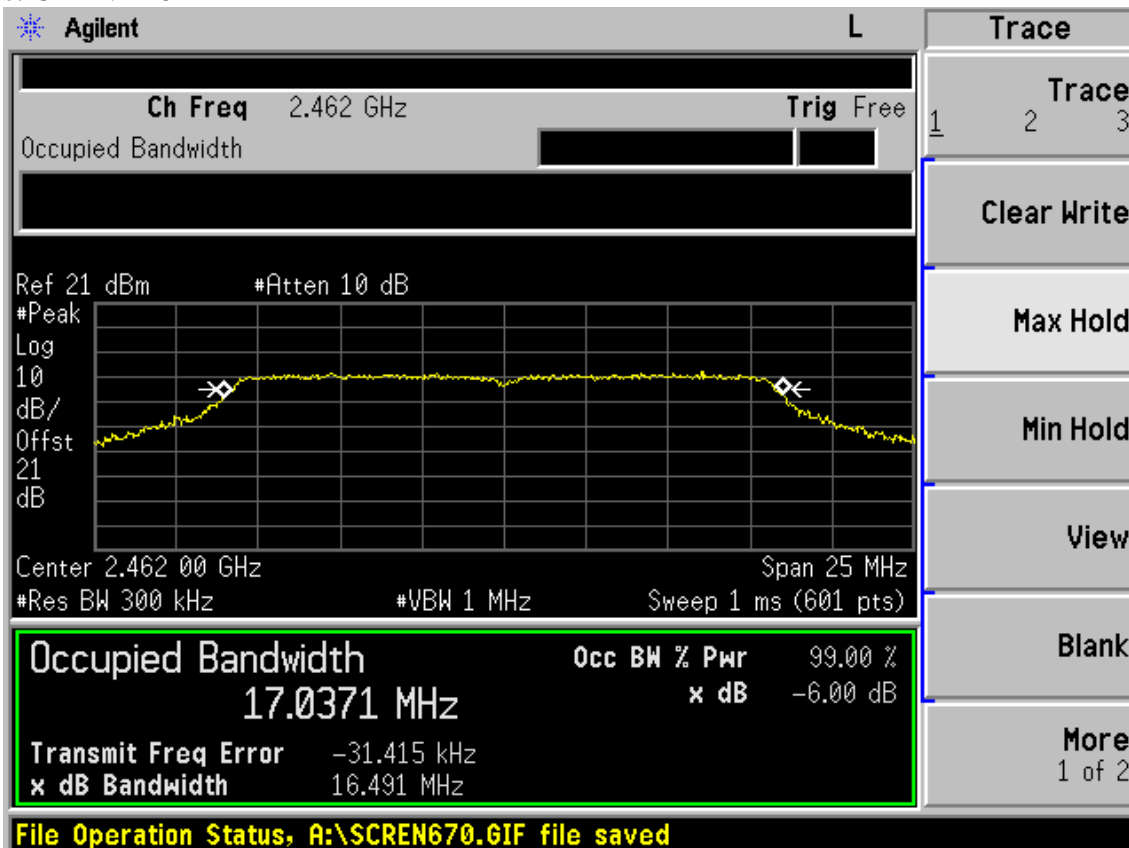 Agilent L Trace
Ch Freq 2.462 GHz Trig Free
Occupied Bandwidth
Trace
1 2 3
Clear Write
Max Hold
Min Hold
View
Blank
More
1 of 2
Ref 21 dBm #Atten 10 dB
#Peak
Log
10
dB/
Offst
21
dB
Center 2.462 00 GHz Span 25 MHz
#Res BW 300 kHz #VBW 1 MHz Sweep 1 ms (601 pts)
Occupied Bandwidth Occ BW % Pwr 99.00 %
17.0371 MHz x dB -6.00 dB
Transmit Freq Error -31.415 kHz
x dB Bandwidth 16.491 MHz
File Operation Status, A:\SCREN670.GIF file saved